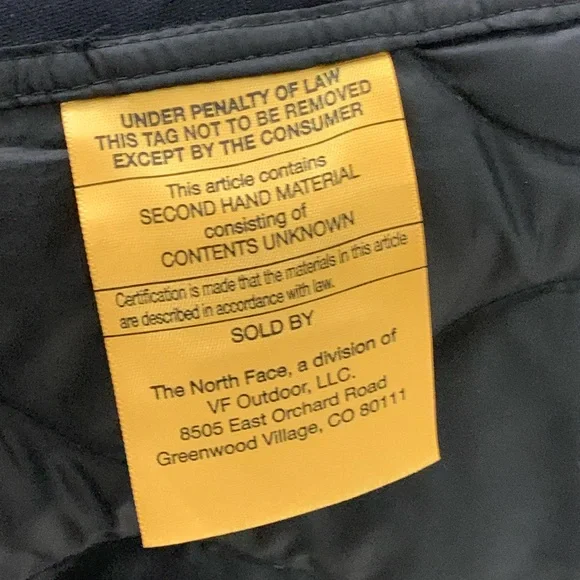 UNDER PENALTY OF LAW
THIS TAG NOT TO BE REMOVED
EXCEPT BY THE CONSUMER
This article contains
SECOND HAND MATERIAL
consisting of
CONTENTS UNKNOWN
Certification is made that the materials in this article
are described in accordance with law.
SOLD BY
The North Face, a division of
VF Outdoor, LLC.
8505 East Orchard Road
Greenwood Village, CO 80111